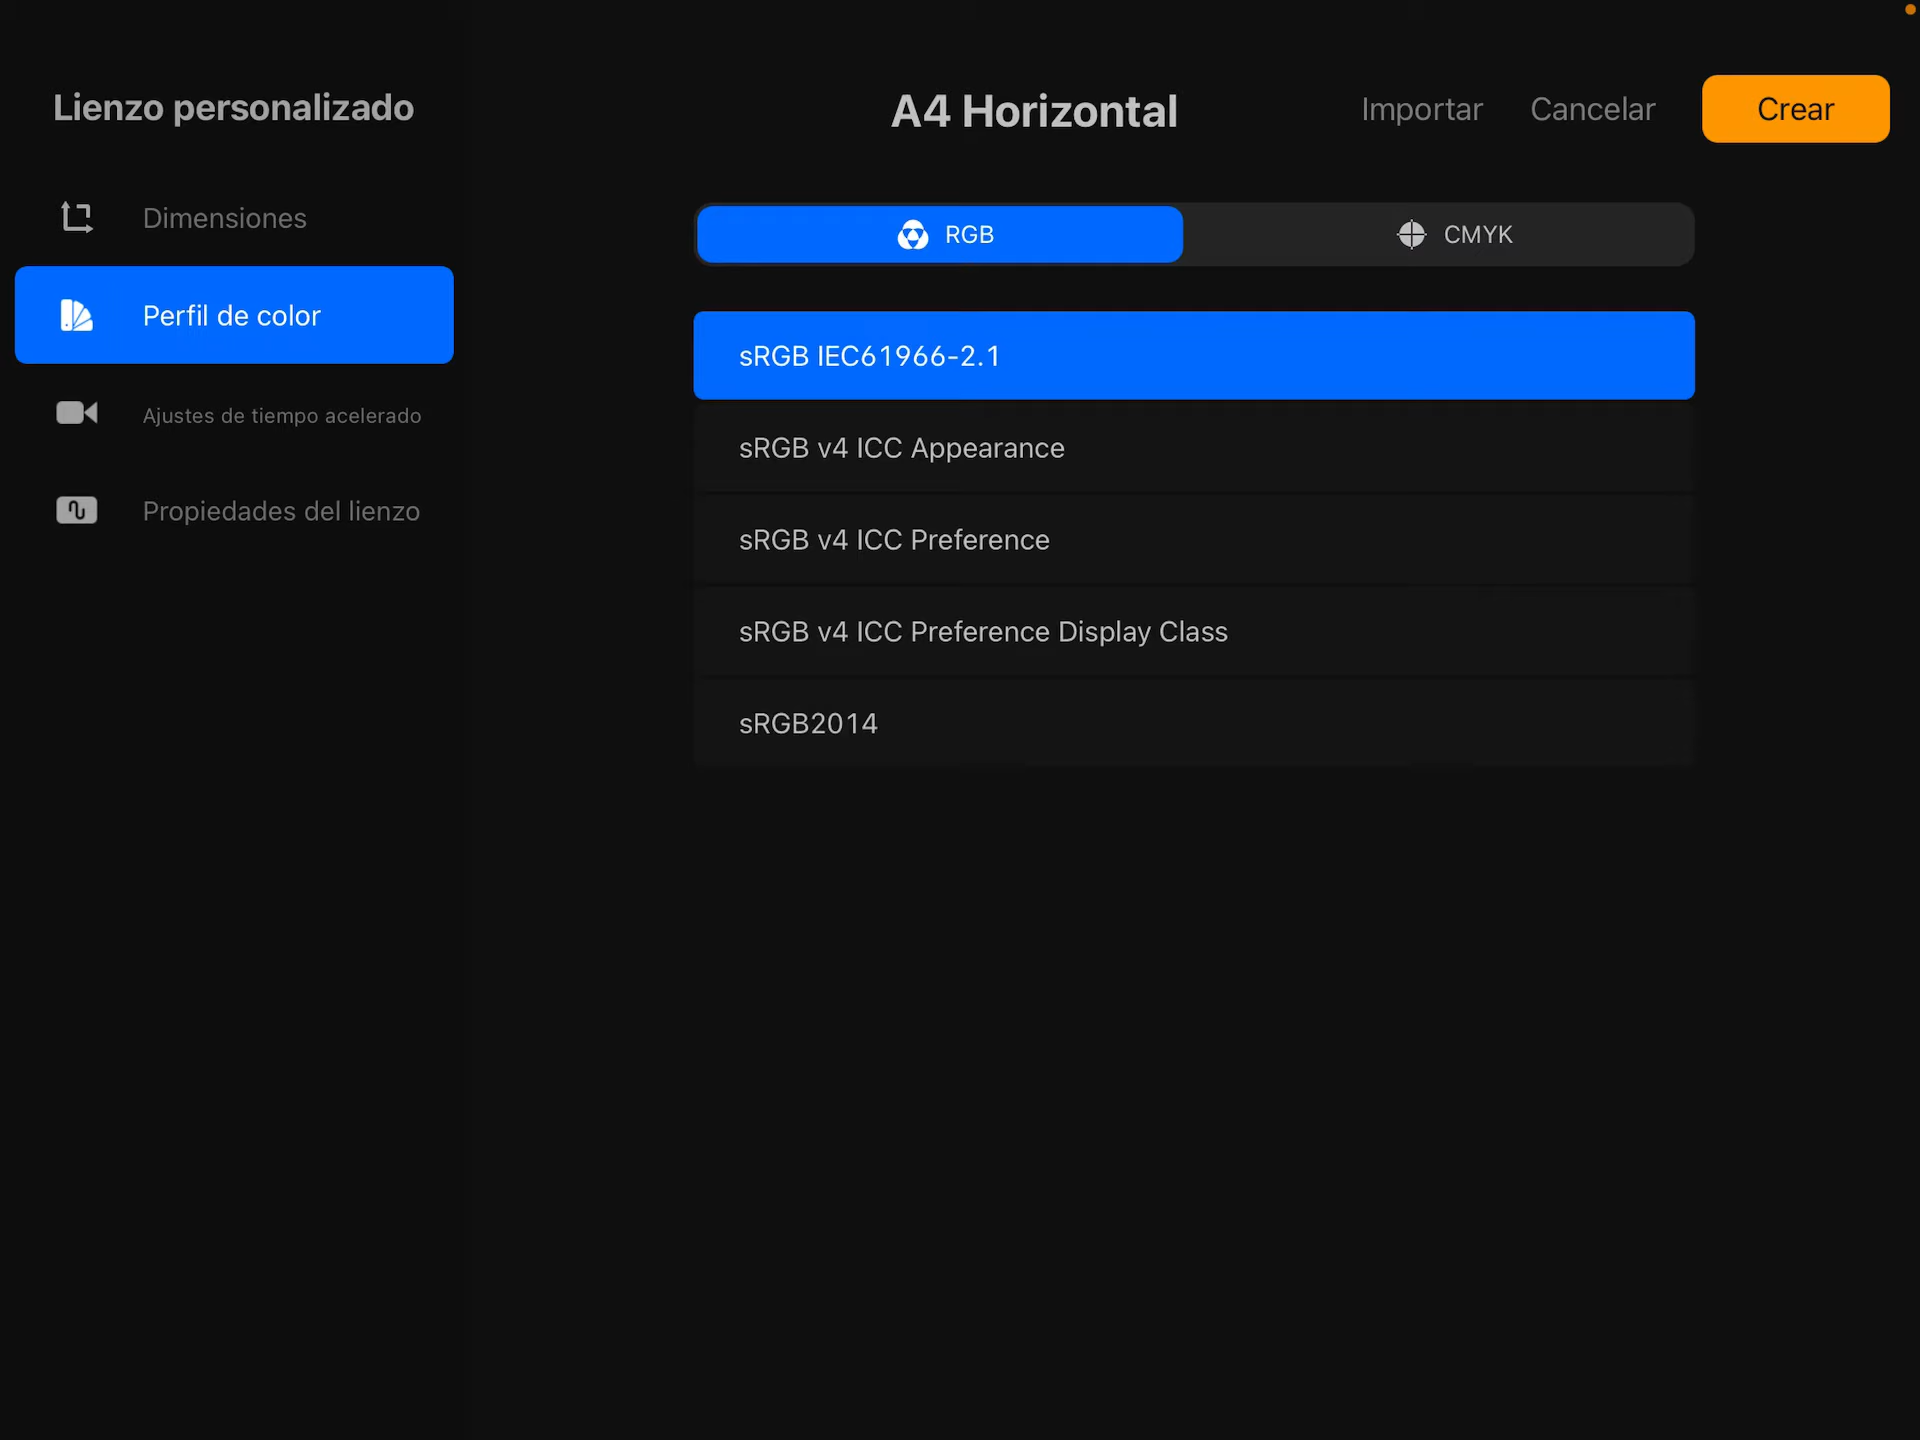 Lienzo personalizado
A4 Horizontal
Importar
Cancelar
Crear
Dimensiones
Perfil de color
Ajustes de tiempo acelerado
Propiedades del lienzo
RGB
CMYK
sRGB IEC61966-2.1
sRGB v4 ICC Appearance
sRGB v4 ICC Preference
sRGB v4 ICC Preference Display Class
sRGB2014